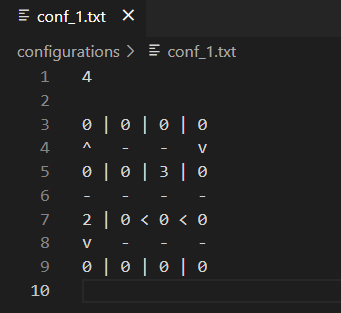 conf_1.txt ×
configurations > conf_1.txt
1 4
2
3 0 | 0 | 0 | 0
4 ^ - - v
5 0 | 0 | 3 | 0
6 - - - -
7 2 | 0 < 0 < 0
8 v - - -
9 0 | 0 | 0 | 0
10